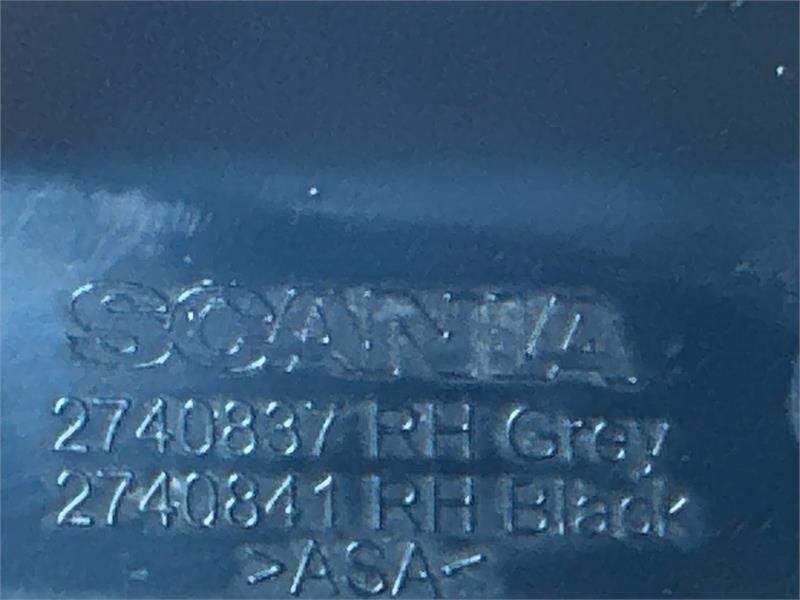 SCANIA
2740837 RH Grey
2740841 RH Black
>ASA<